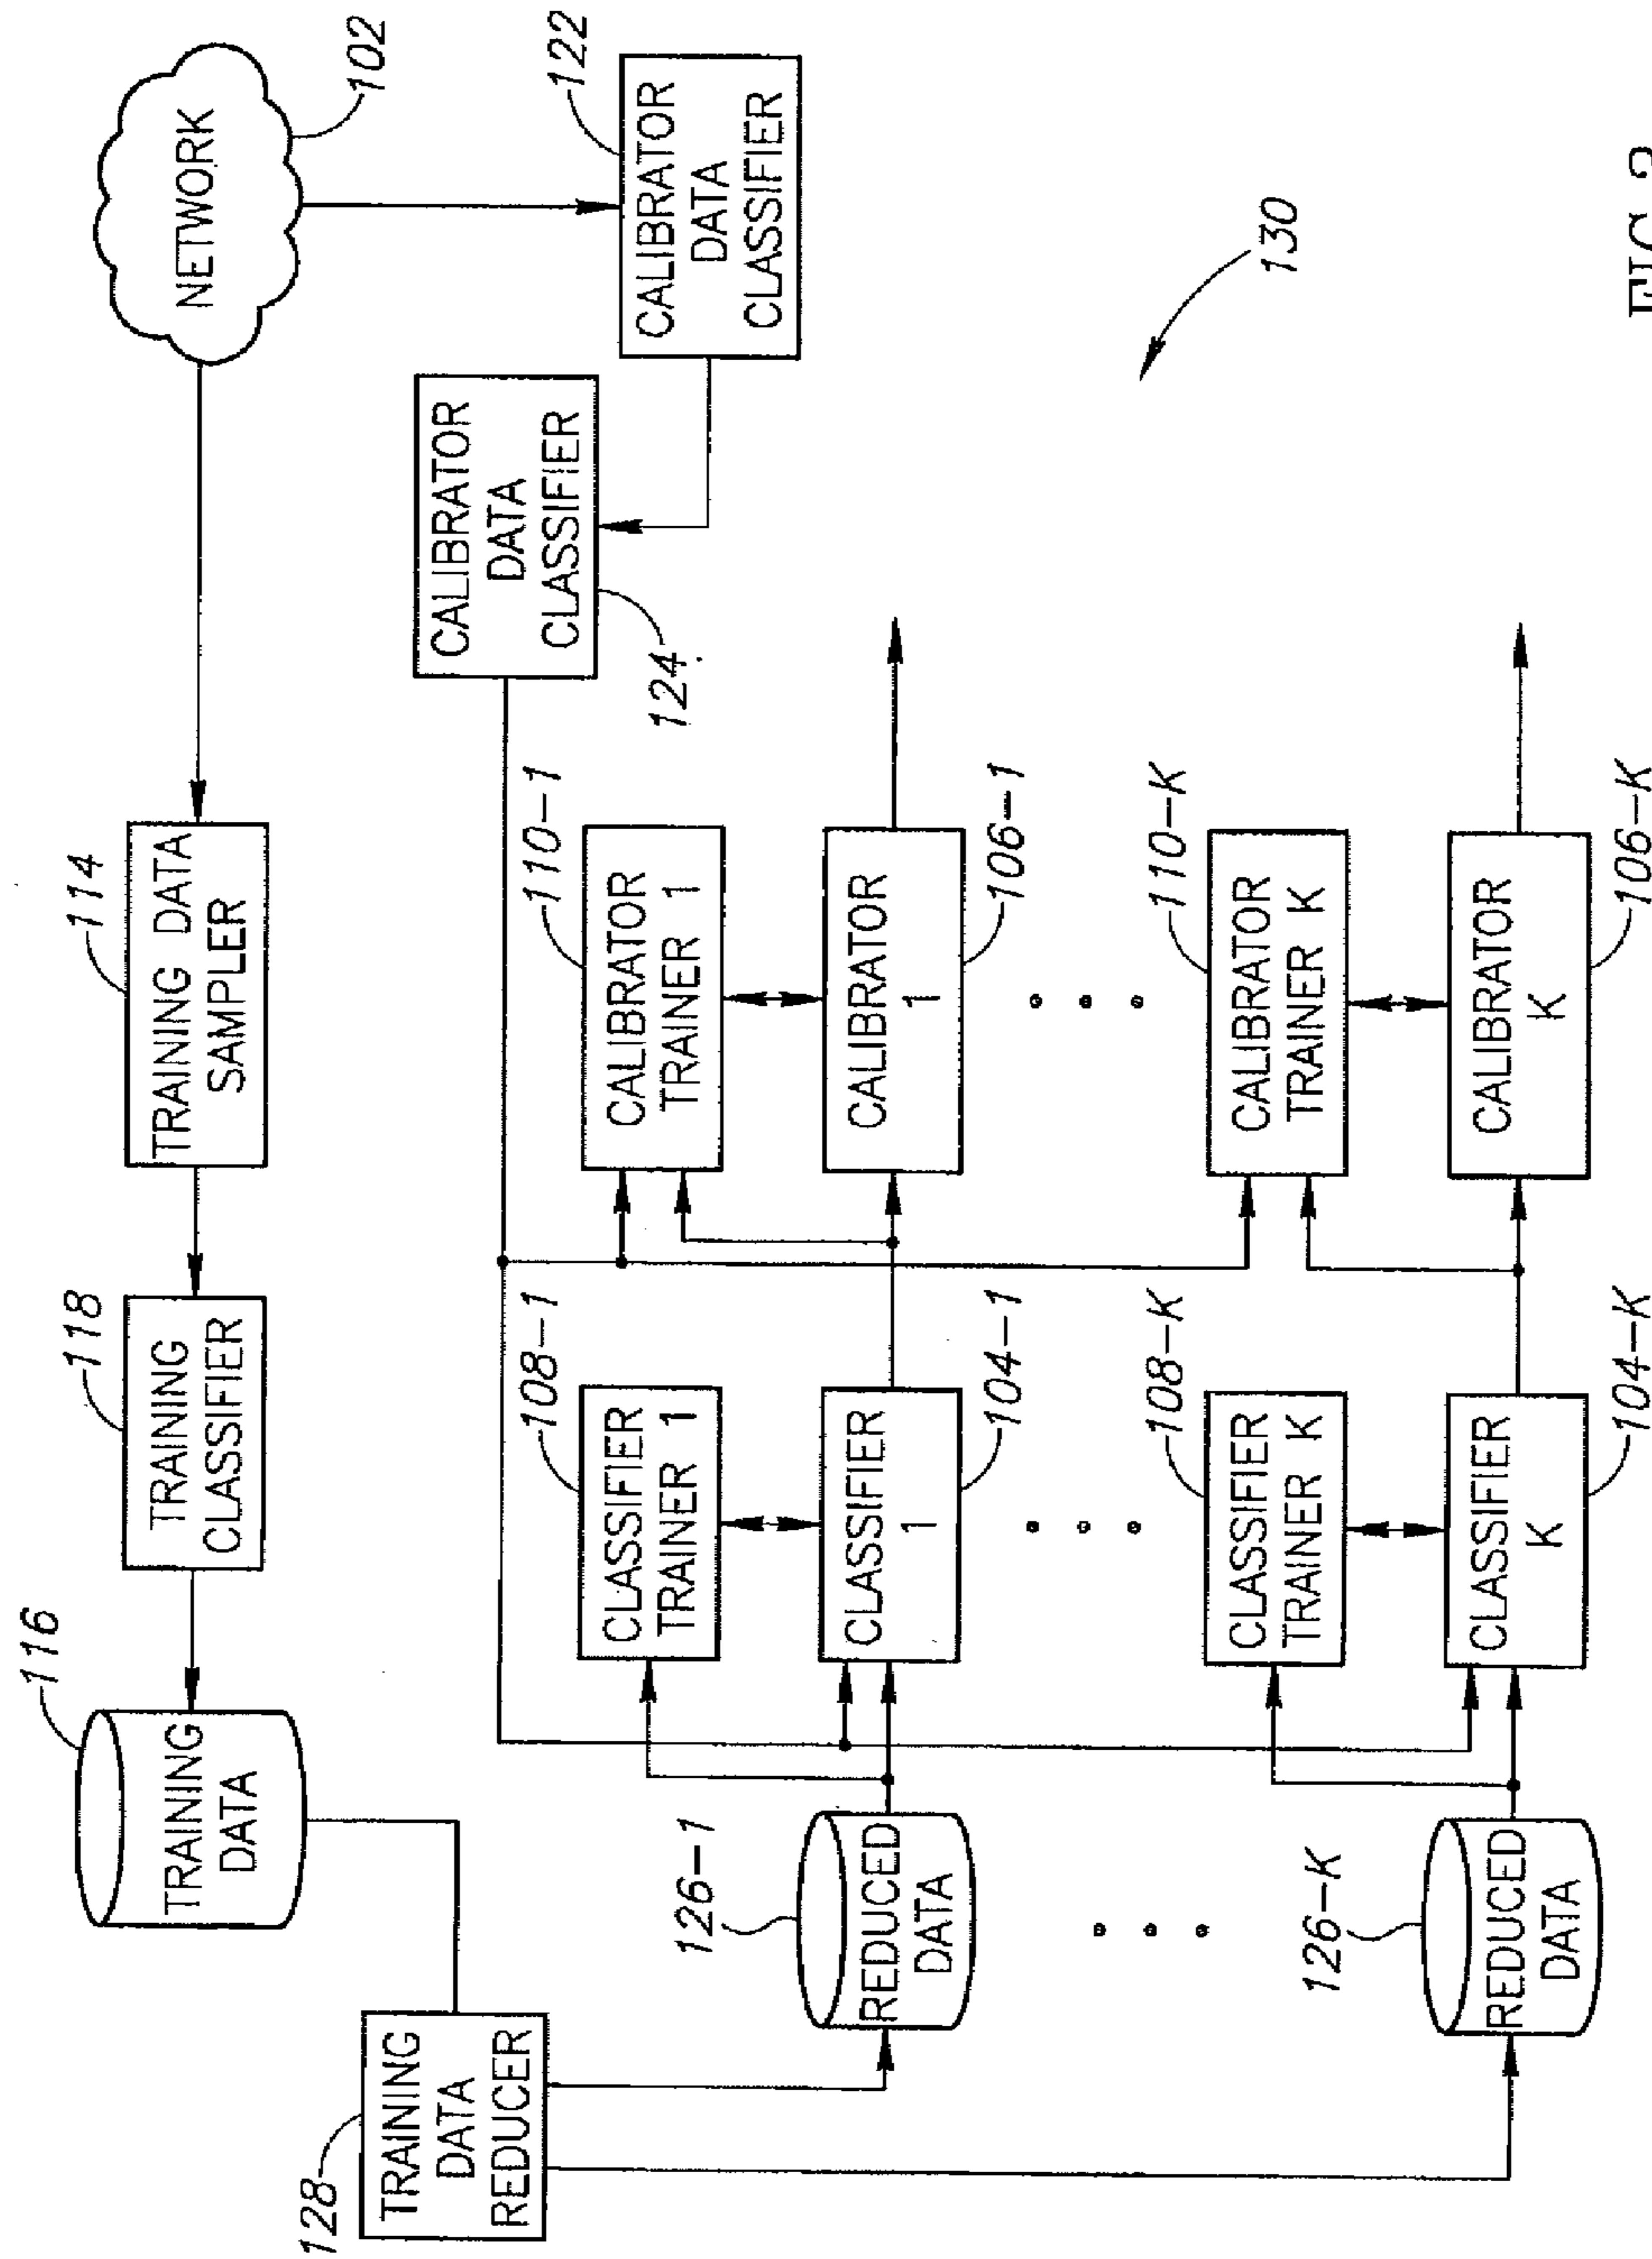 116
118
114
TRAINING
DATA
TRAINING
CLASSIFIER
TRAINING DATA
SAMPLER
NETWORK
102
128
TRAINING
DATA
REDUCER
CALIBRATOR
DATA
CLASSIFIER
124
CALIBRATOR
DATA
CLASSIFIER
122
108-1
CLASSIFIER
TRAINER 1
110-1
CALIBRATOR
TRAINER 1
126-1
REDUCED
DATA
CLASSIFIER
1
104-1
CALIBRATOR
1
106-1
108-K
CLASSIFIER
TRAINER K
110-K
CALIBRATOR
TRAINER K
130
126-K
REDUCED
DATA
CLASSIFIER
K
104-K
CALIBRATOR
K
106-K
FIG.